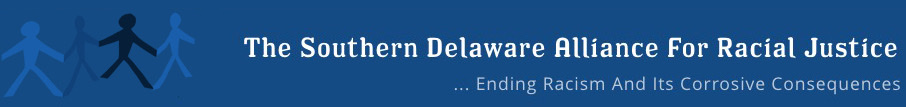 The Southern Delaware Alliance For Racial Justice
... Ending Racism And Its Corrosive Consequences